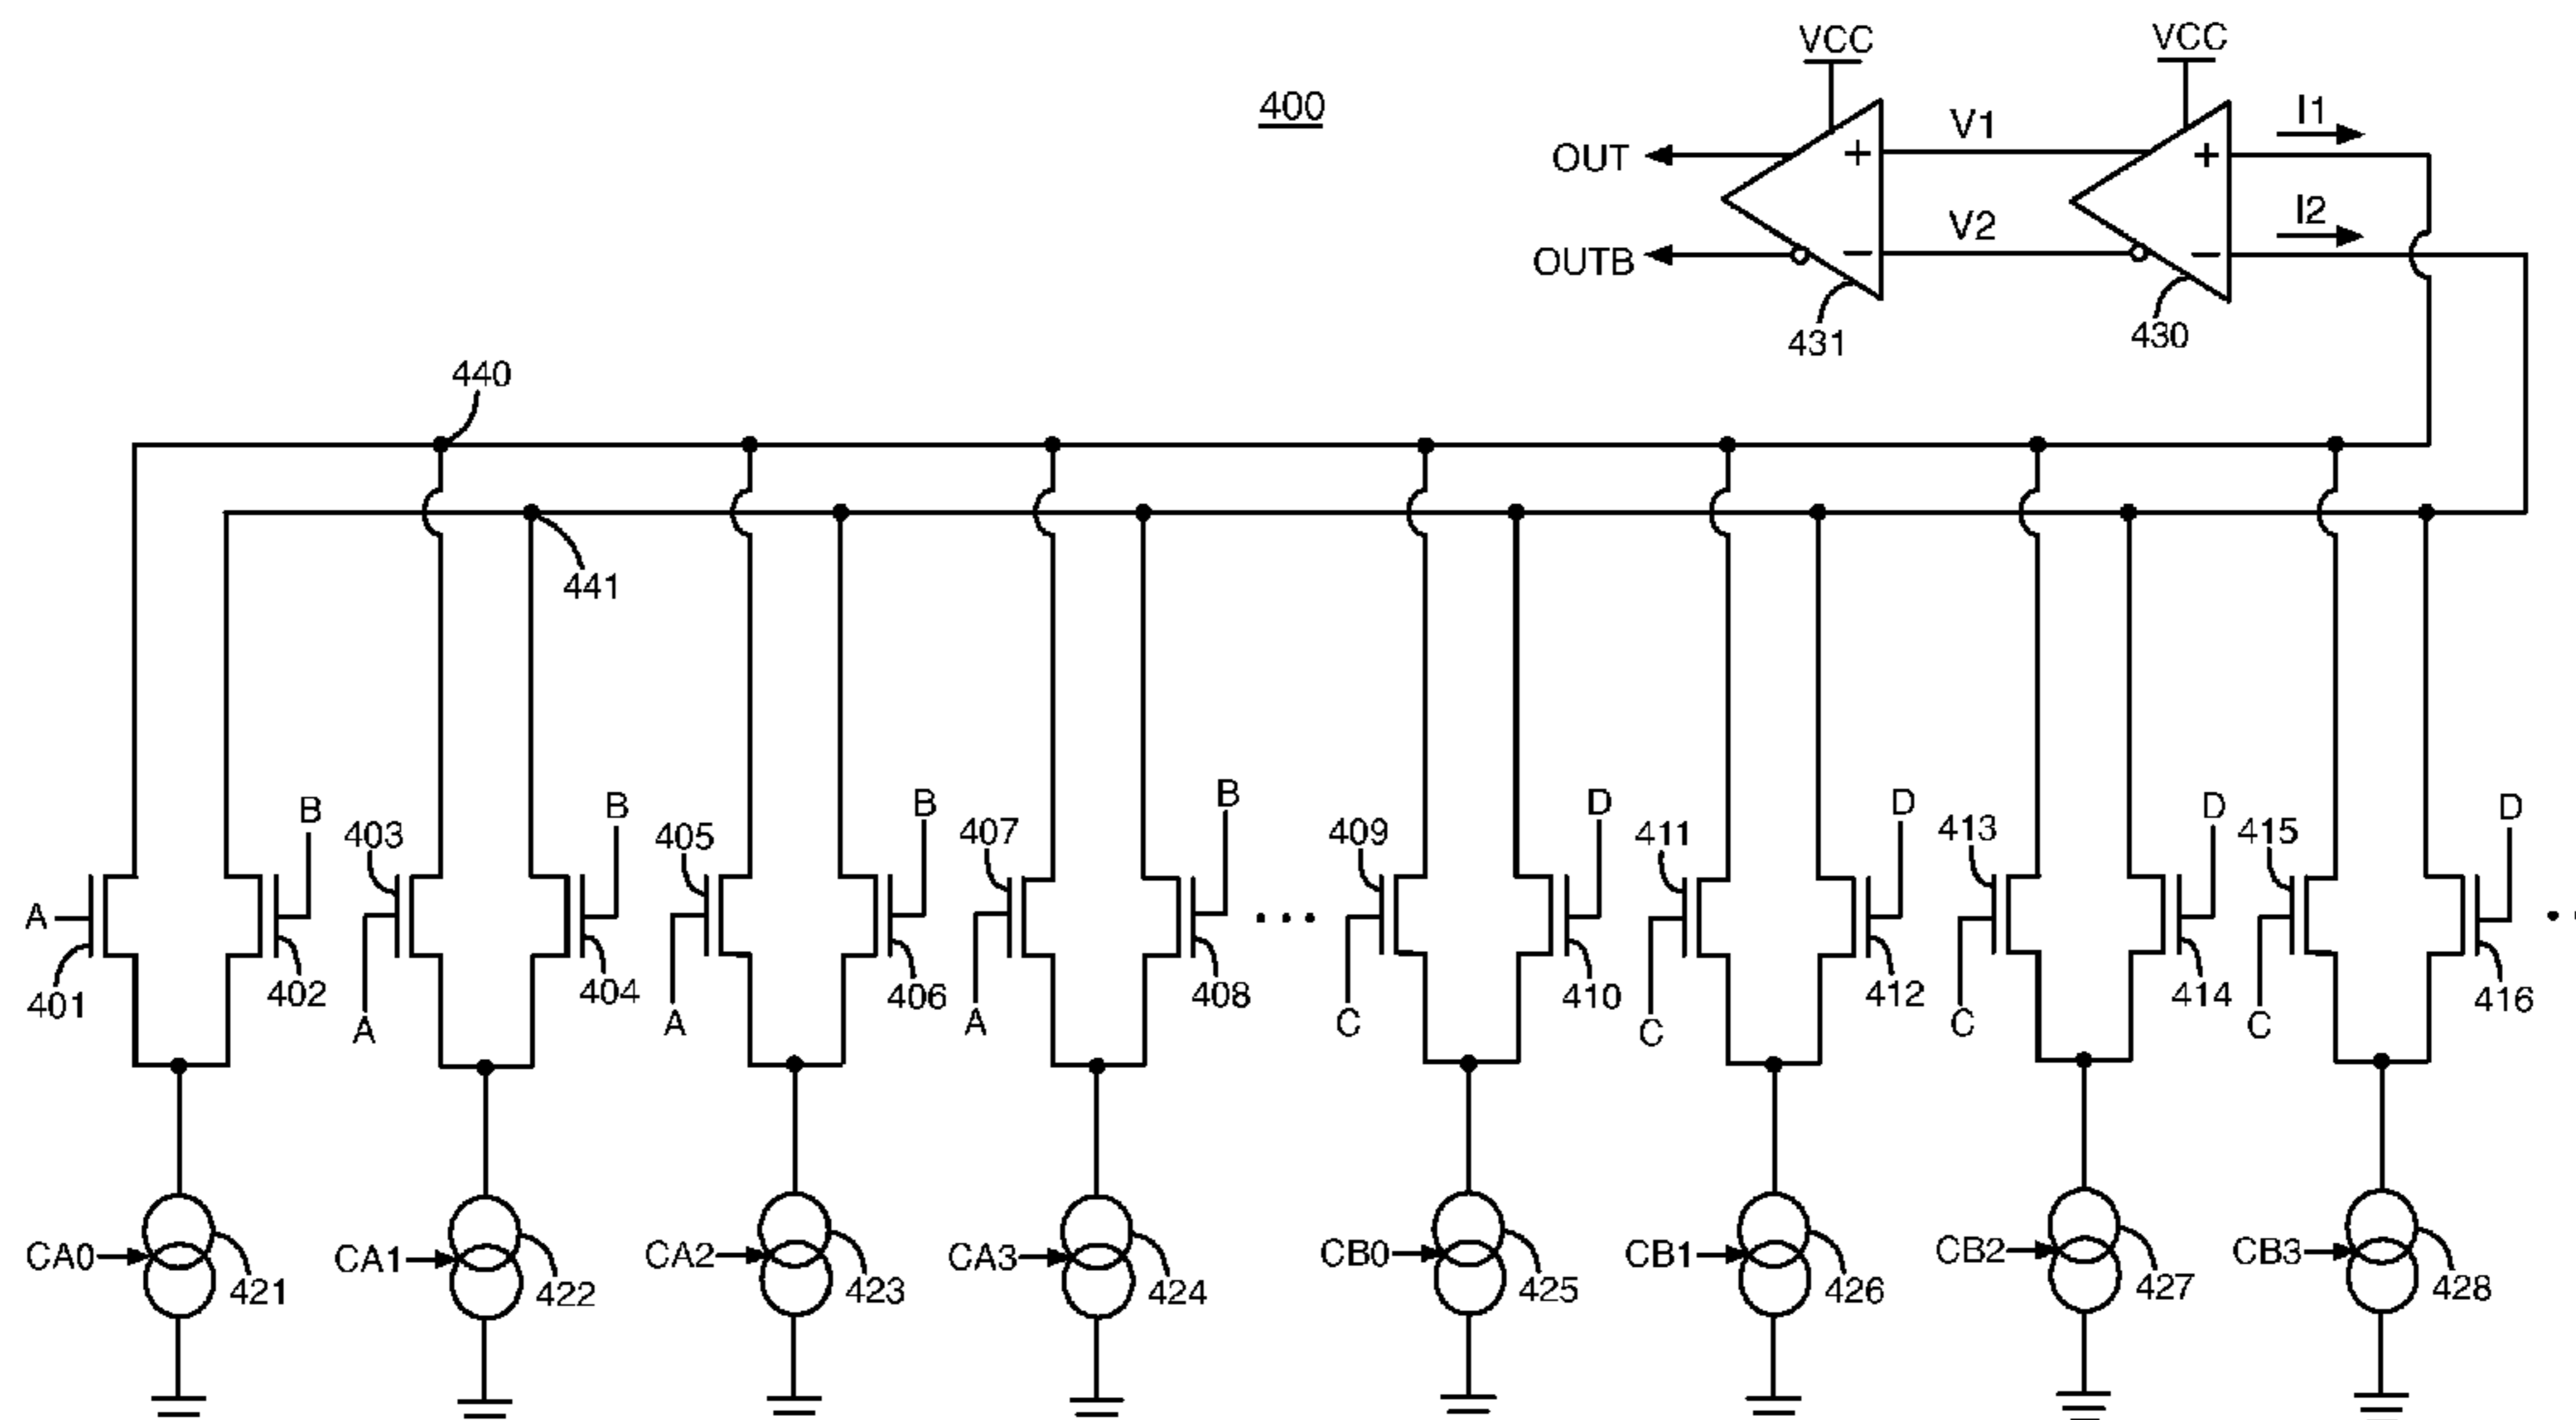 VCC VCC
400
I1
V1
OUT + +
I2
V2
OUTB − −
431 430
440
441
B B B B D D D D
403 405 407 409 411 413 415
A
401 402 404 406 408 410 412 414 416
A A A C C C C
...
CA0 CA1 CA2 CA3 CB0 CB1 CB2 CB3
421 422 423 424 425 426 427 428